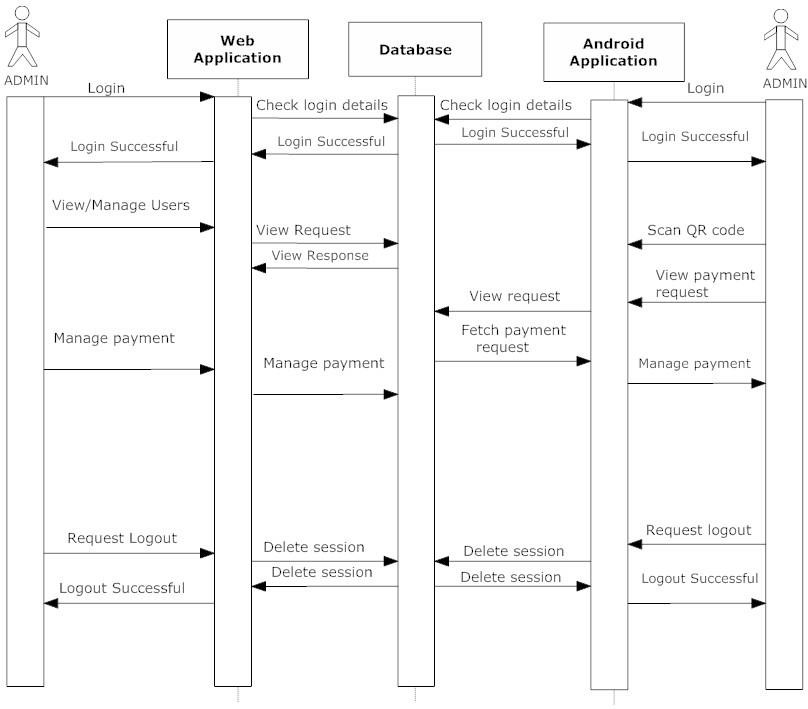 Web
Application
Database
Android
Application
ADMIN
ADMIN
Login
Login
Check login details
Check login details
Login Successful
Login Successful
Login Successful
Login Successful
View/Manage Users
View Request
Scan QR code
View Response
View payment
request
View request
Fetch payment
request
Manage payment
Manage payment
Manage payment
Request Logout
Request logout
Delete session
Delete session
Delete session
Delete session
Logout Successful
Logout Successful